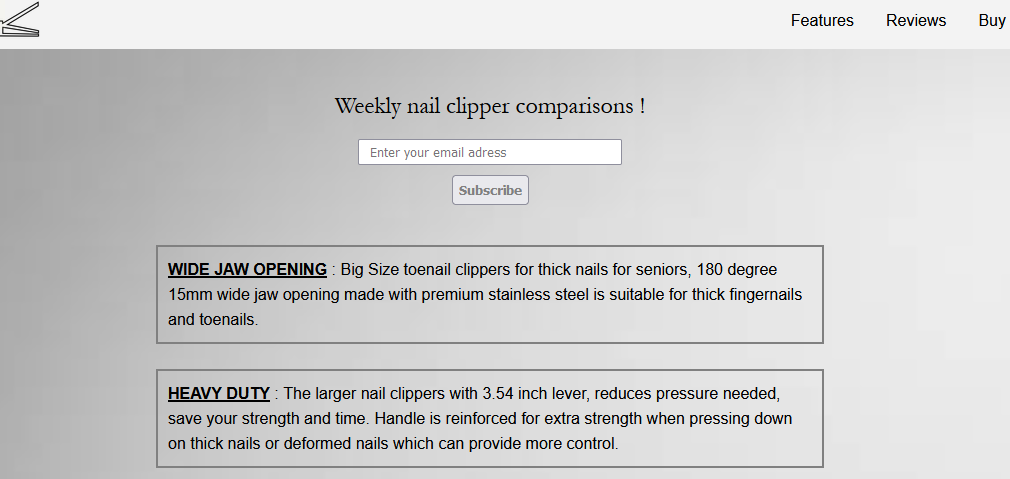 Features Reviews Buy
Weekly nail clipper comparisons !
Enter your email adress
Subscribe
WIDE JAW OPENING : Big Size toenail clippers for thick nails for seniors, 180 degree
15mm wide jaw opening made with premium stainless steel is suitable for thick fingernails
and toenails.
HEAVY DUTY : The larger nail clippers with 3.54 inch lever, reduces pressure needed,
save your strength and time. Handle is reinforced for extra strength when pressing down
on thick nails or deformed nails which can provide more control.